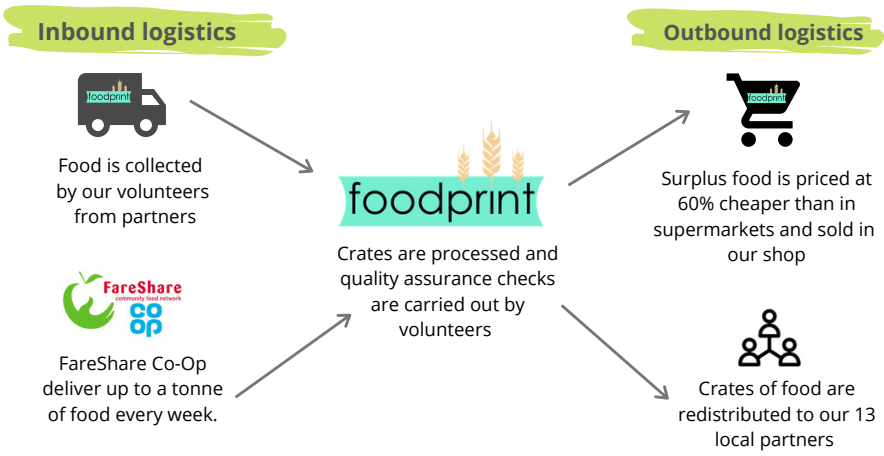 Inbound logistics
foodprint
Food is collected
by our volunteers
from partners
FareShare
community food network
co
op
FareShare Co-Op
deliver up to a tonne
of food every week.
foodprint
Crates are processed and
quality assurance checks
are carried out by
volunteers
Outbound logistics
foodprint
Surplus food is priced at
60% cheaper than in
supermarkets and sold in
our shop
Crates of food are
redistributed to our 13
local partners